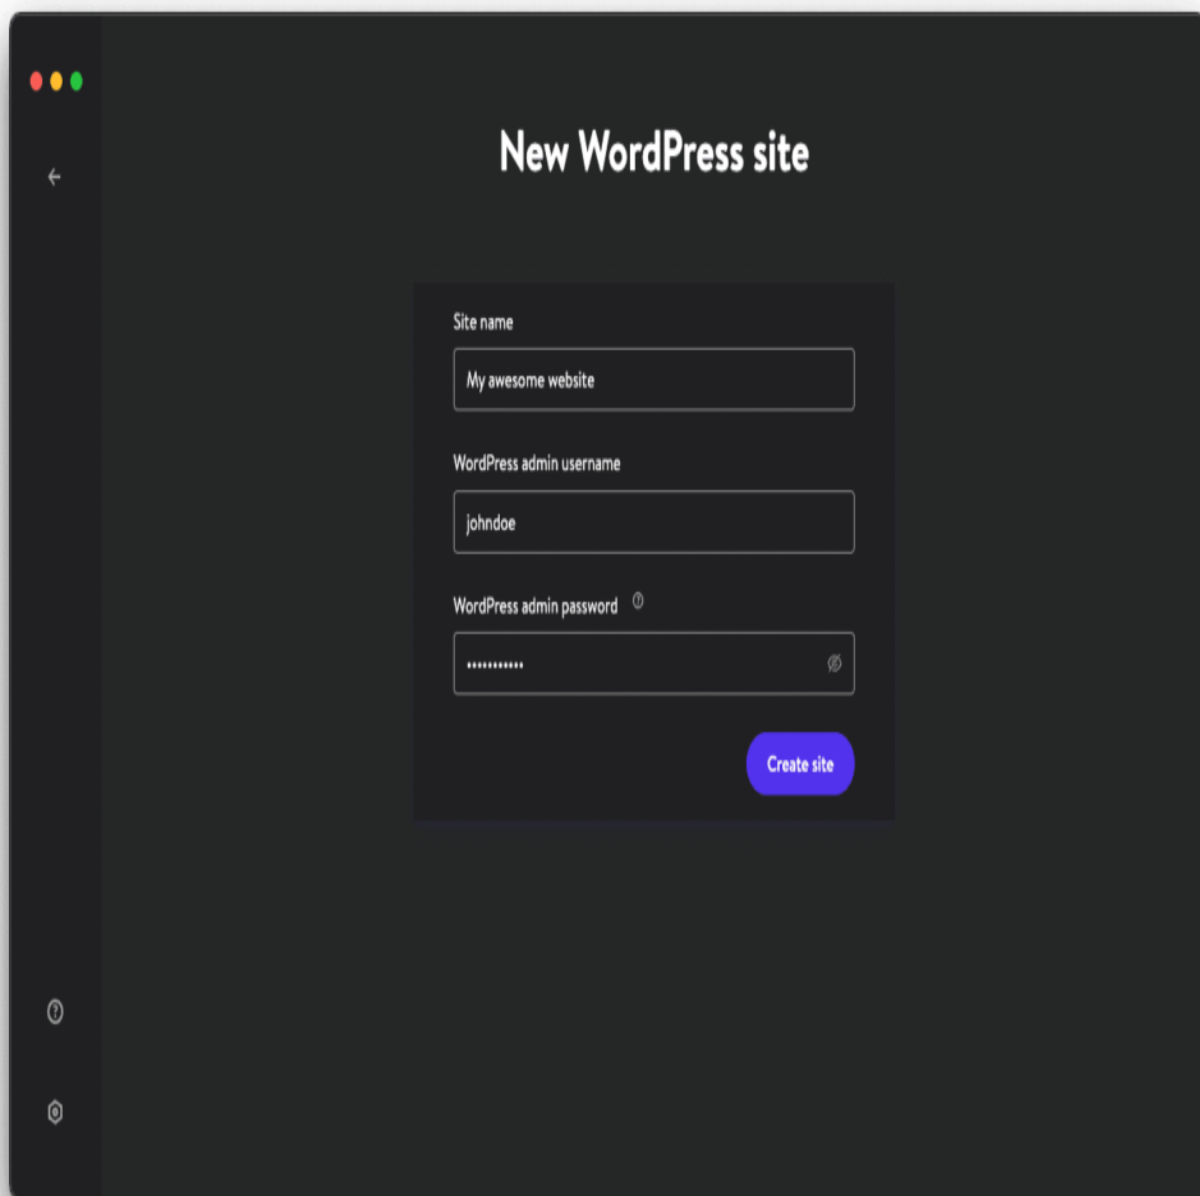 New WordPress site
Site name
My awesome website
WordPress admin username
johndoe
WordPress admin password
•••••••••••
Create site